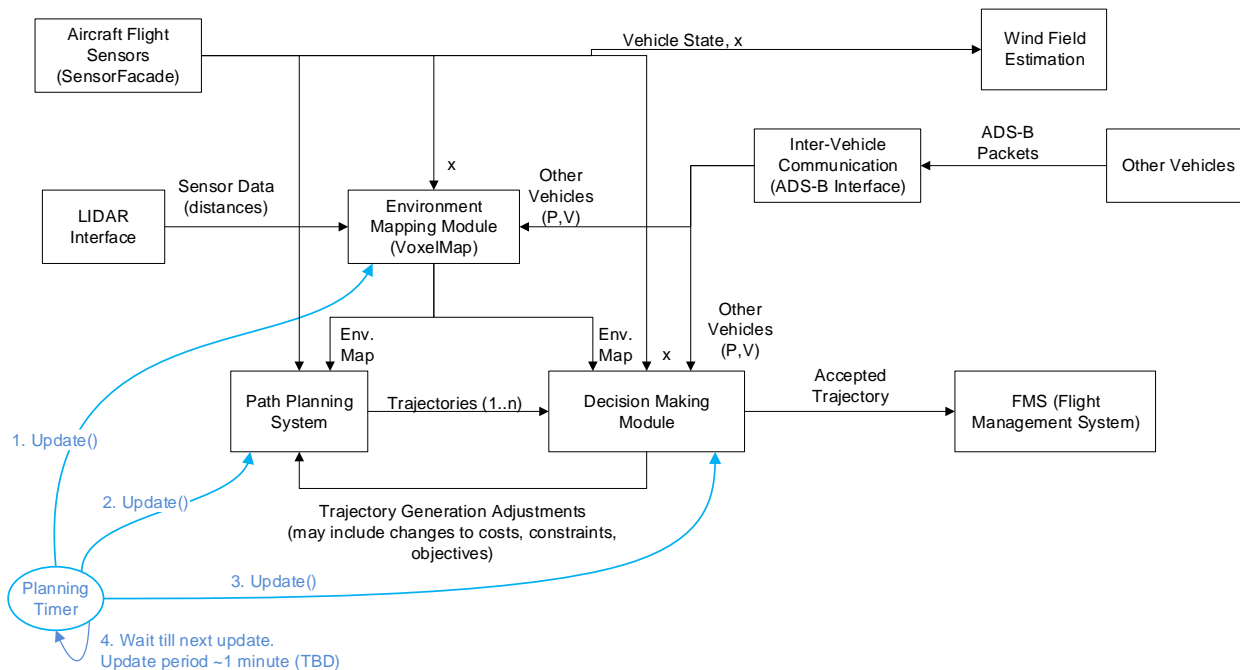 Aircraft Flight
Sensors
(SensorFacade)
Vehicle State, x
Wind Field
Estimation
Inter-Vehicle
Communication
(ADS-B Interface)
ADS-B
Packets
Other Vehicles
x
Other
Vehicles
(P,V)
Sensor Data
(distances)
LIDAR
Interface
Environment
Mapping Module
(VoxelMap)
Env.
Map
Env.
Map
x
Other
Vehicles
(P,V)
Path Planning
System
Trajectories (1..n)
Decision Making
Module
Accepted
Trajectory
FMS (Flight
Management System)
1. Update()
2. Update()
Trajectory Generation Adjustments
(may include changes to costs, constraints,
objectives)
3. Update()
Planning
Timer
4. Wait till next update.
Update period ~1 minute (TBD)